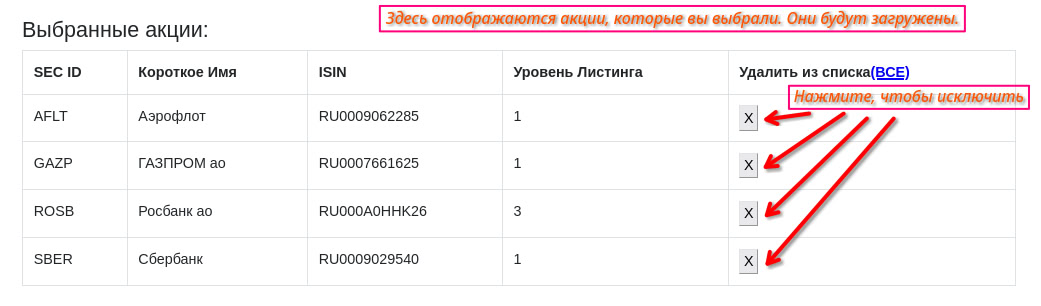 Здесь отображаются акции, которые вы выбрали. Они будут загружены.
Выбранные акции:
SEC ID Короткое Имя ISIN Уровень Листинга Удалить из списка(ВСЕ)
Нажмите, чтобы исключить
AFLT Аэрофлот RU0009062285 1 X
GAZP ГАЗПРОМ ао RU0007661625 1 X
ROSB Росбанк ао RU000A0HHK26 3 X
SBER Сбербанк RU0009029540 1 X